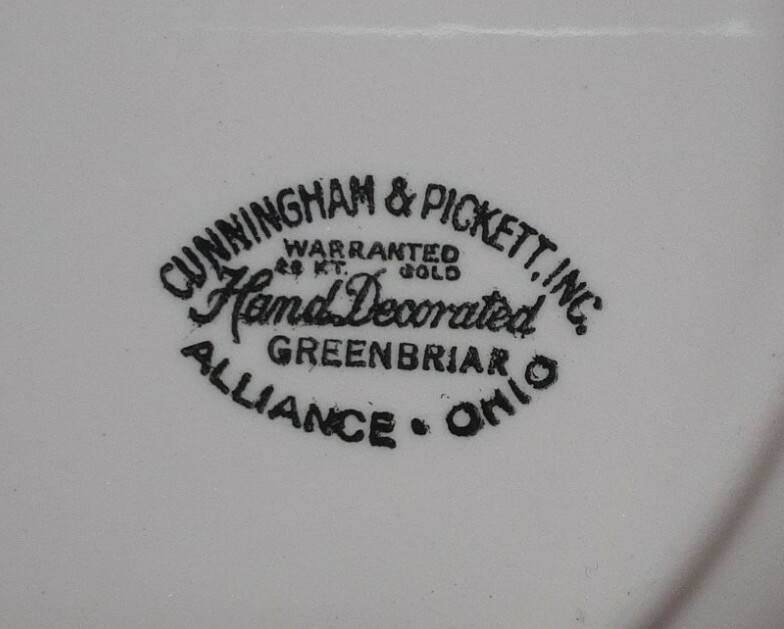 CUNNINGHAM & PICKETT, INC.
WARRANTED
22 KT. GOLD
Hand Decorated
GREENBRIAR
ALLIANCE • OHIO